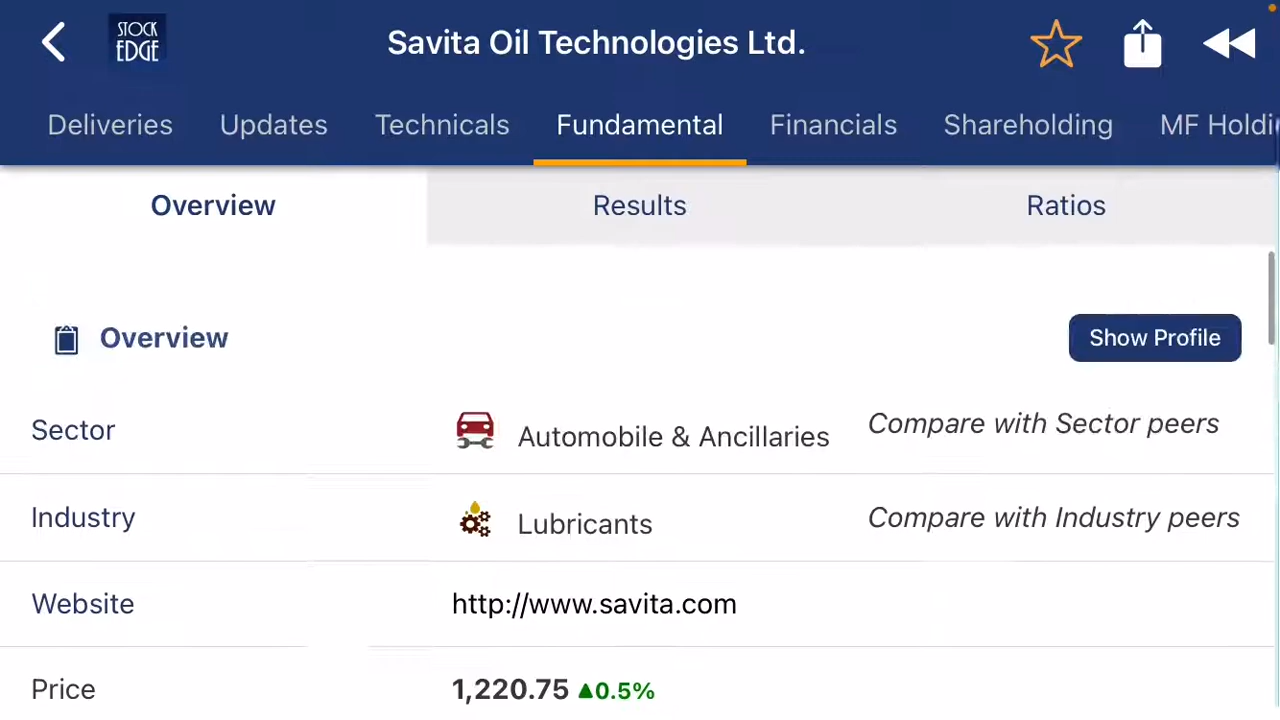 STOCK
EDGE
Savita Oil Technologies Ltd.
Deliveries Updates Technicals Fundamental Financials Shareholding MF Holdi
Overview Results Ratios
Overview Show Profile
Sector Automobile & Ancillaries Compare with Sector peers
Industry Lubricants Compare with Industry peers
Website http://www.savita.com
Price 1,220.75 ▲0.5%